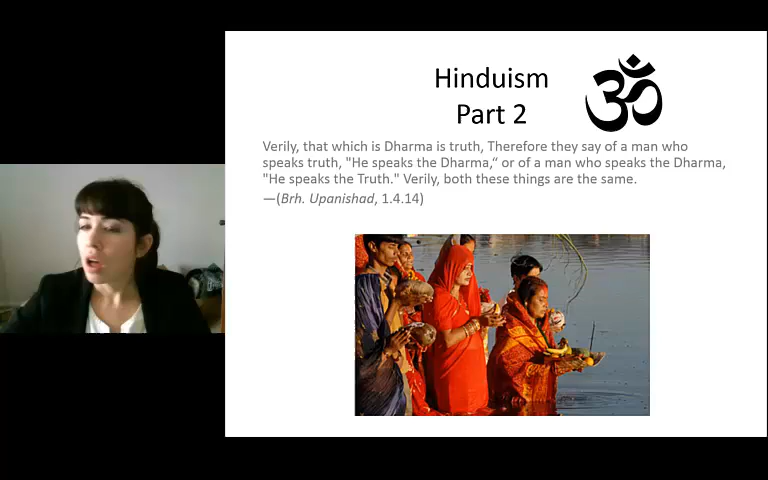 Hinduism
Part 2
ॐ
Verily, that which is Dharma is truth, Therefore they say of a man who
speaks truth, "He speaks the Dharma,“ or of a man who speaks the Dharma,
"He speaks the Truth." Verily, both these things are the same.
—(Brh. Upanishad, 1.4.14)